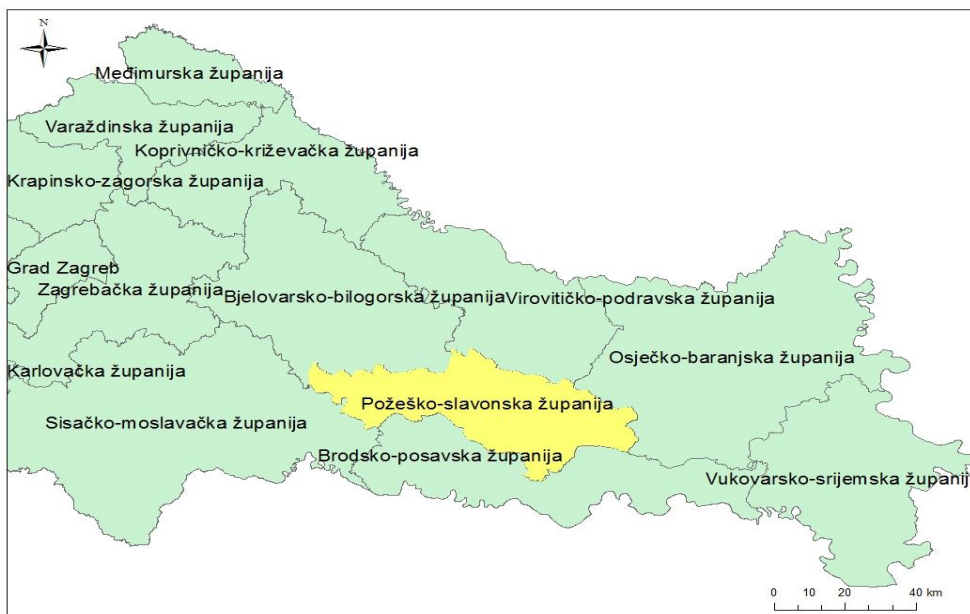 N
Međimurska županija
Varaždinska županija
Koprivničko-križevačka županija
Krapinsko-zagorska županija
Grad Zagreb
Zagrebačka županija
Bjelovarsko-bilogorska županija
Virovitičko-podravska županija
Osječko-baranjska županija
Karlovačka županija
Požeško-slavonska županija
Sisačko-moslavačka županija
Brodsko-posavska županija
Vukovarsko-srijemska županij
0 10 20 40 km